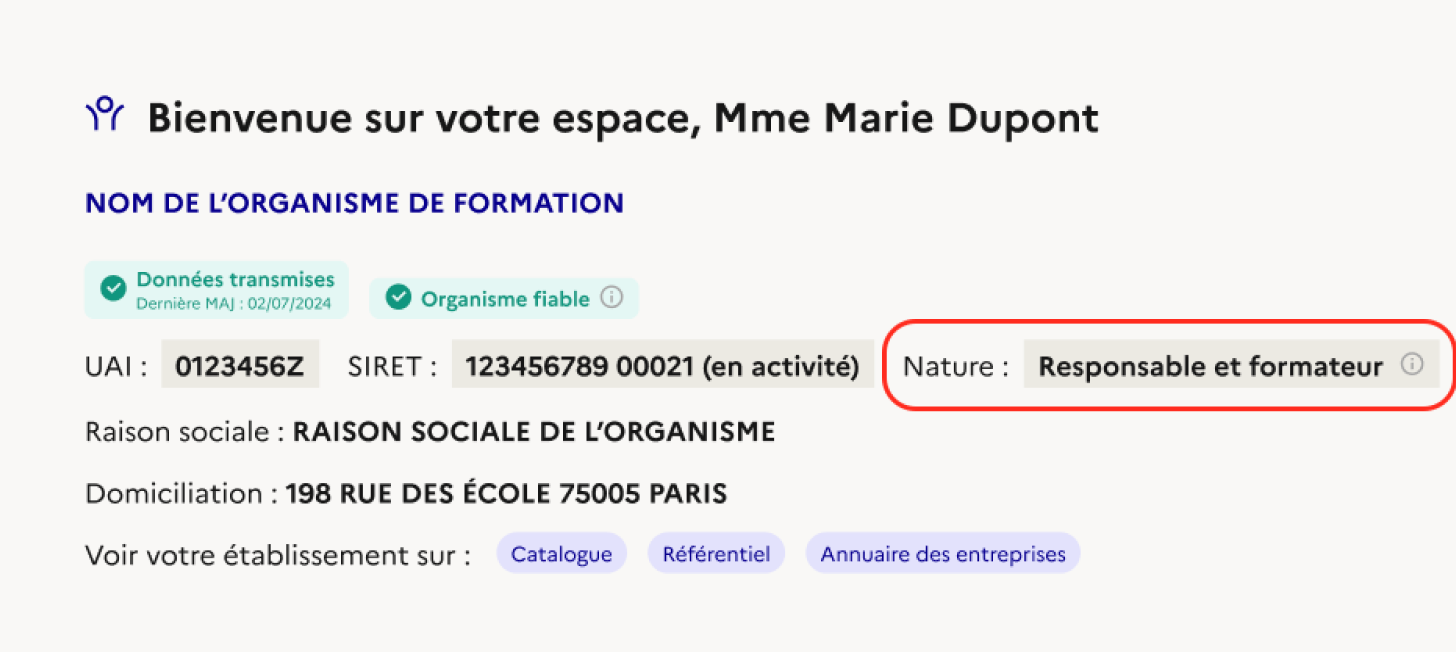 Bienvenue sur votre espace, Mme Marie Dupont
NOM DE L’ORGANISME DE FORMATION
Données transmises
Dernière MAJ : 02/07/2024
Organisme fiable
UAI : 0123456Z SIRET : 123456789 00021 (en activité) Nature : Responsable et formateur
Raison sociale : RAISON SOCIALE DE L’ORGANISME
Domiciliation : 198 RUE DES ÉCOLE 75005 PARIS
Voir votre établissement sur : Catalogue Référentiel Annuaire des entreprises